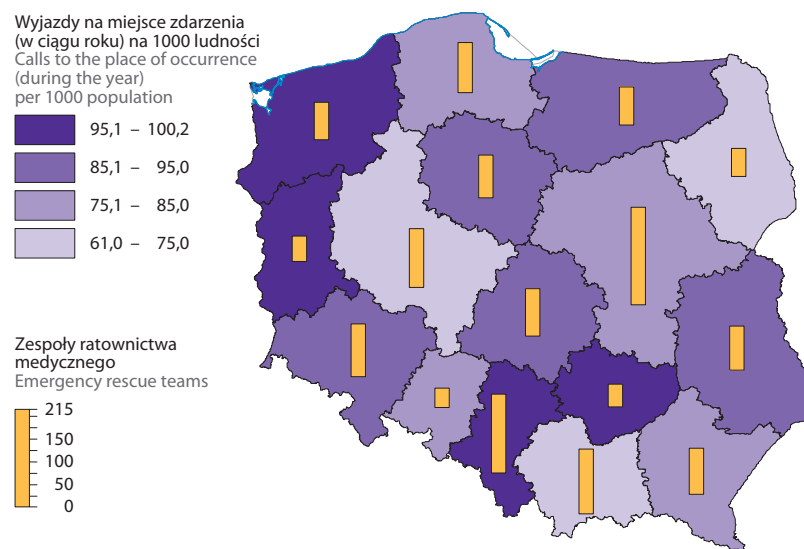 Wyjazdy na miejsce zdarzenia
(w ciągu roku) na 1000 ludności
Calls to the place of occurrence
(during the year)
per 1000 population
95,1 – 100,2
85,1 – 95,0
75,1 – 85,0
61,0 – 75,0
Zespoły ratownictwa
medycznego
Emergency rescue teams
215
150
100
50
0